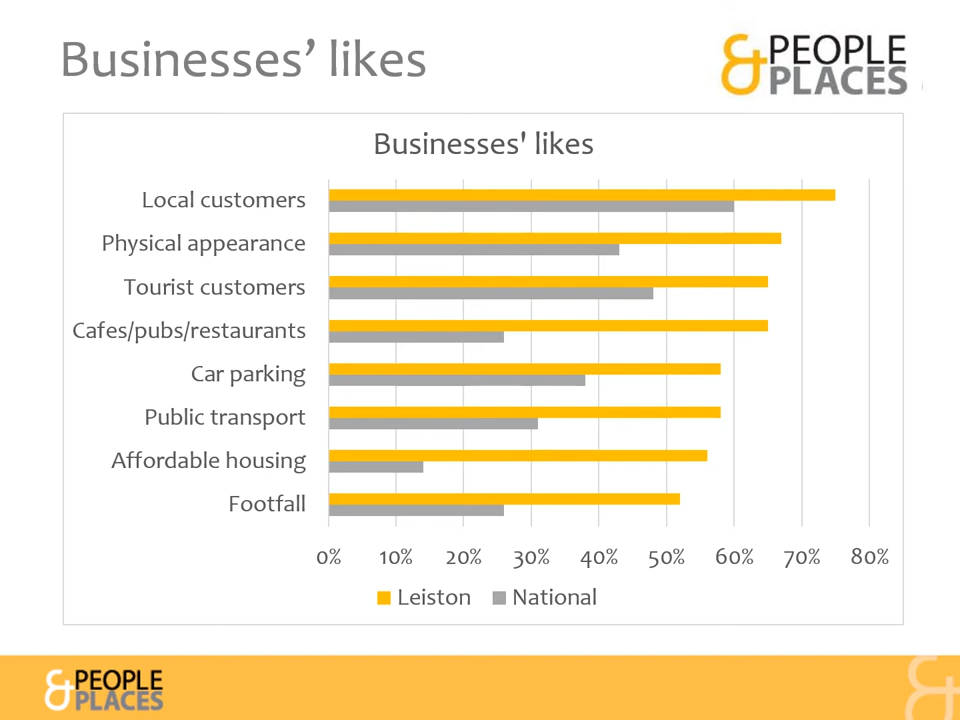 Businesses’ likes
&PEOPLE
PLACES
Businesses' likes
Local customers
Physical appearance
Tourist customers
Cafes/pubs/restaurants
Car parking
Public transport
Affordable housing
Footfall
0% 10% 20% 30% 40% 50% 60% 70% 80%
Leiston National
&PEOPLE
PLACES
&